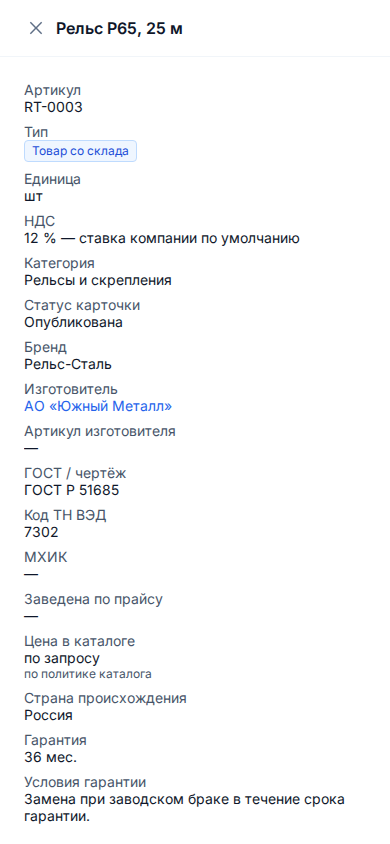 Рельс Р65, 25 м
Артикул
RT-0003
Тип
Товар со склада
Единица
шт
НДС
12 % — ставка компании по умолчанию
Категория
Рельсы и скрепления
Статус карточки
Опубликована
Бренд
Рельс-Сталь
Изготовитель
АО «Южный Металл»
Артикул изготовителя
—
ГОСТ / чертёж
ГОСТ Р 51685
Код ТН ВЭД
7302
МХИК
—
Заведена по прайсу
—
Цена в каталоге
по запросу
по политике каталога
Страна происхождения
Россия
Гарантия
36 мес.
Условия гарантии
Замена при заводском браке в течение срока
гарантии.